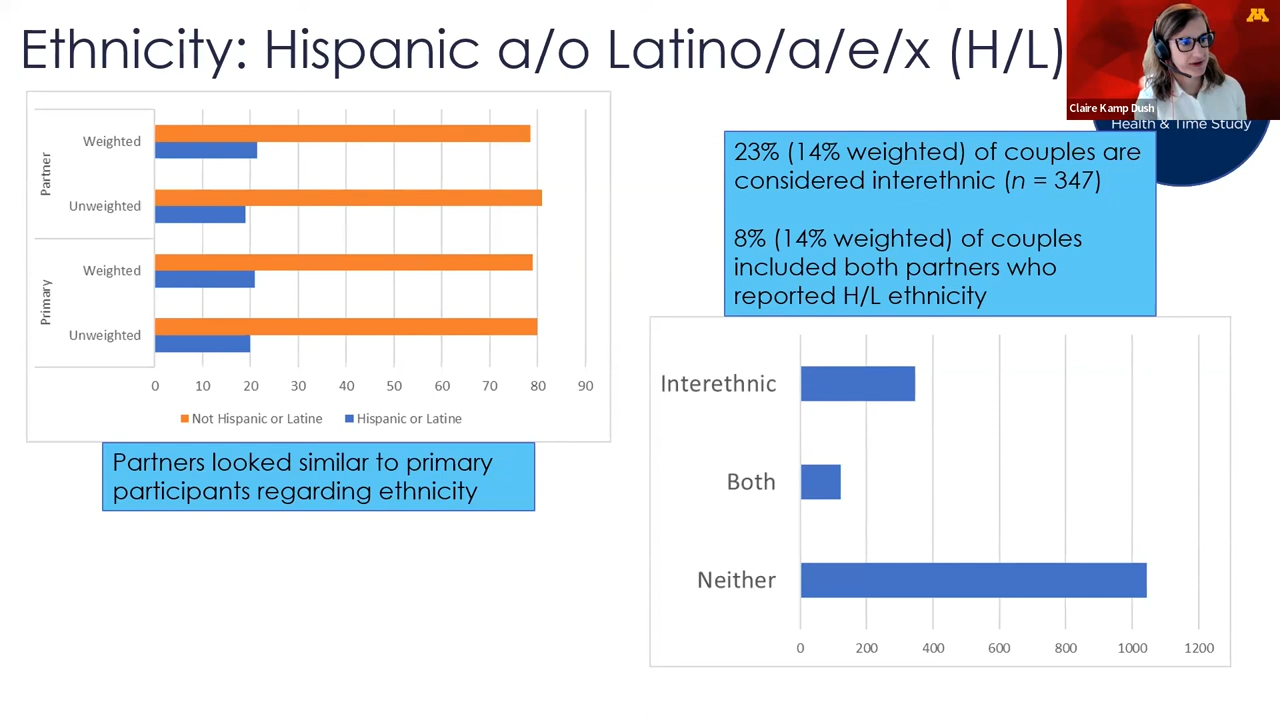 Ethnicity: Hispanic a/o Latino/a/e/x (H/L)
Claire Kamp Dush
Health & Time Study
Partner
Weighted
Unweighted
Primary
Weighted
Unweighted
0 10 20 30 40 50 60 70 80 90
Not Hispanic or Latine Hispanic or Latine
Partners looked similar to primary
participants regarding ethnicity
23% (14% weighted) of couples are
considered interethnic (n = 347)
8% (14% weighted) of couples
included both partners who
reported H/L ethnicity
Interethnic
Both
Neither
0 200 400 600 800 1000 1200